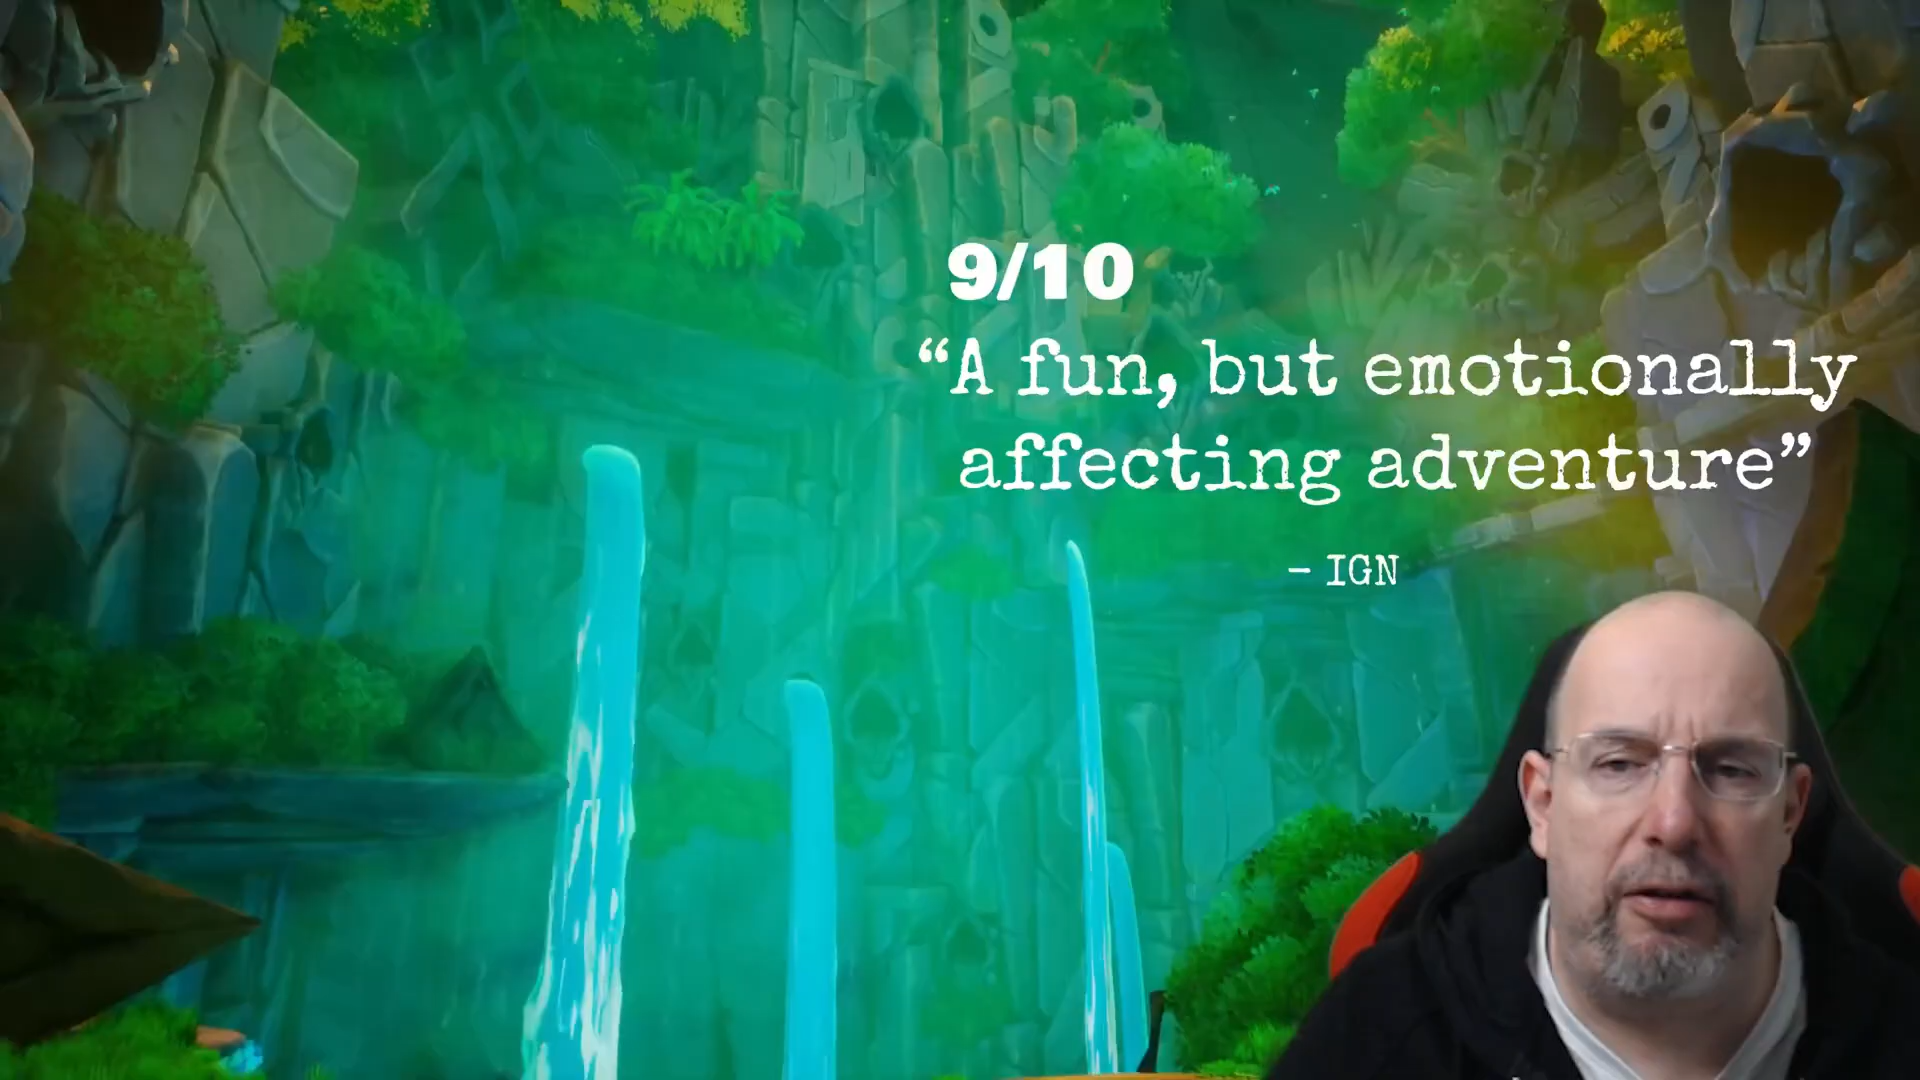 9/10
“A fun, but emotionally
affecting adventure”
– IGN